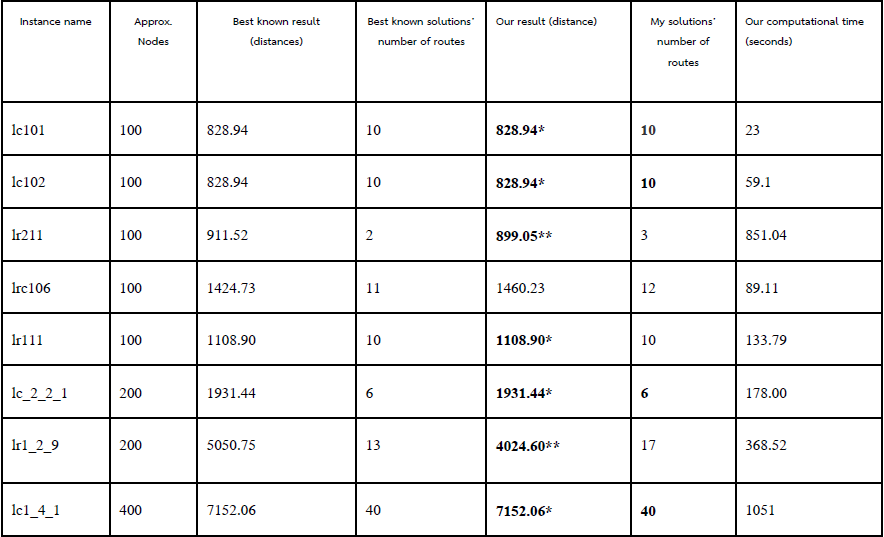 Instance name | Approx. Nodes | Best known result (distances) | Best known solutions' number of routes | Our result (distance) | My solutions' number of routes | Our computational time (seconds)
lc101 | 100 | 828.94 | 10 | 828.94* | 10 | 23
lc102 | 100 | 828.94 | 10 | 828.94* | 10 | 59.1
lr211 | 100 | 911.52 | 2 | 899.05** | 3 | 851.04
lrc106 | 100 | 1424.73 | 11 | 1460.23 | 12 | 89.11
lr111 | 100 | 1108.90 | 10 | 1108.90* | 10 | 133.79
lc_2_2_1 | 200 | 1931.44 | 6 | 1931.44* | 6 | 178.00
lr1_2_9 | 200 | 5050.75 | 13 | 4024.60** | 17 | 368.52
lc1_4_1 | 400 | 7152.06 | 40 | 7152.06* | 40 | 1051